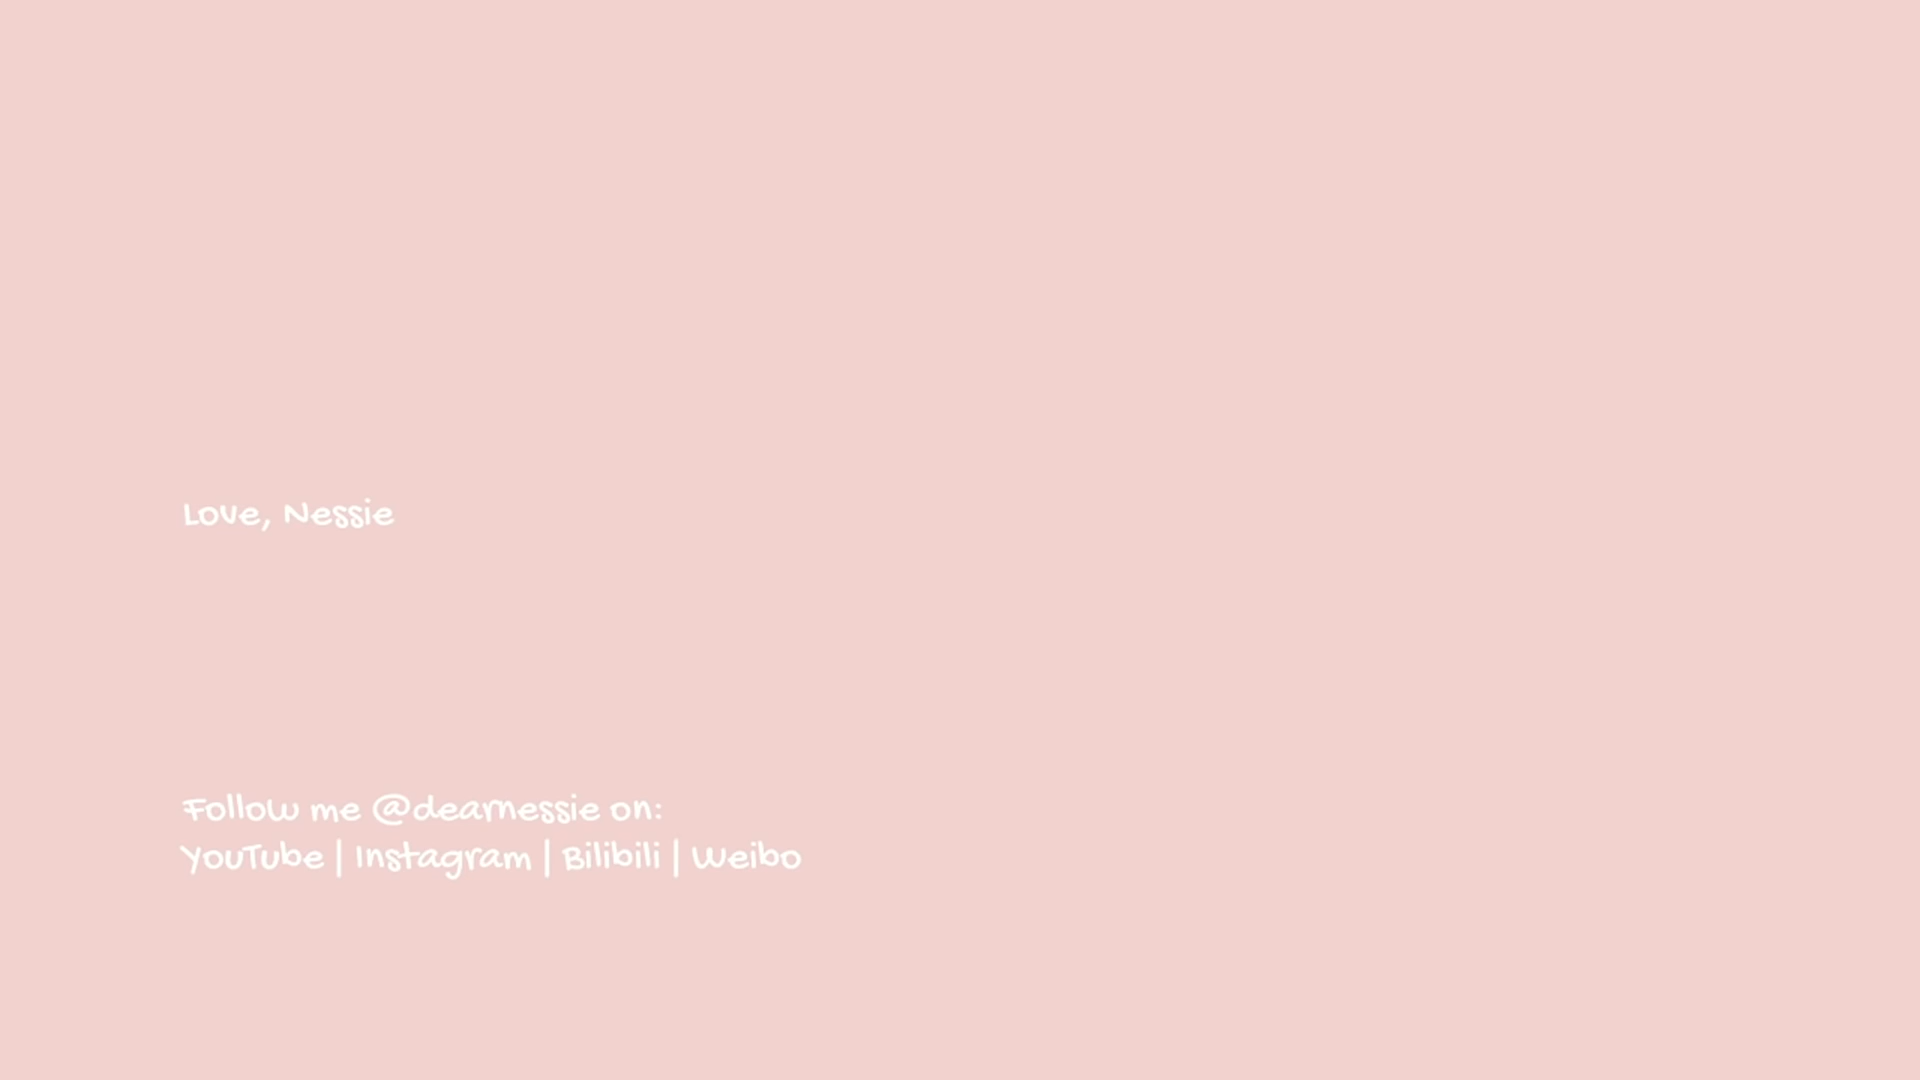 Love, Nessie
Follow me @dearnessie on:
YouTube | Instagram | Bilibili | Weibo